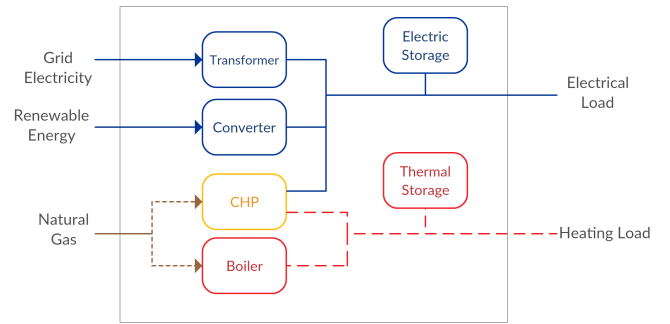 Grid
Electricity
Transformer
Electric
Storage
Electrical
Load
Renewable
Energy
Converter
Natural
Gas
CHP
Boiler
Thermal
Storage
Heating Load